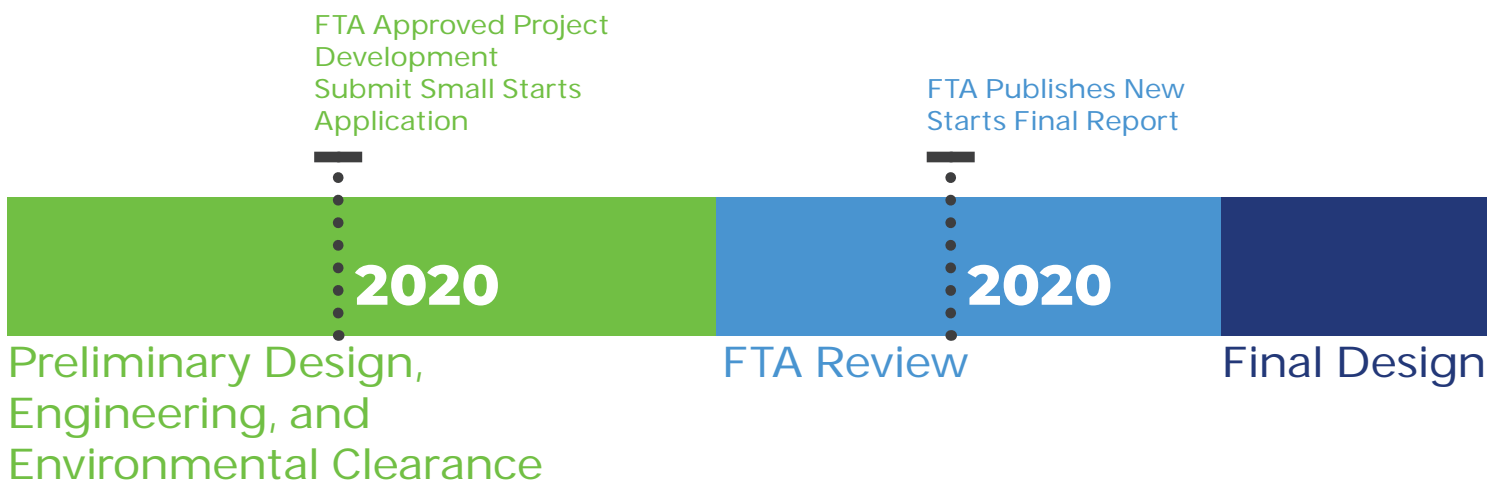 FTA Approved Project
Development
Submit Small Starts
Application
FTA Publishes New
Starts Final Report
2020
2020
Preliminary Design,
Engineering, and
Environmental Clearance
FTA Review
Final Design